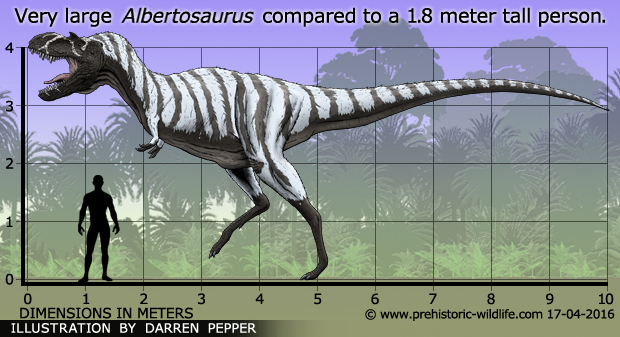 Very large Albertosaurus compared to a 1.8 meter tall person.
4
3
2
1
0
0 1 2 3 4 5 6 7 8 9 10
DIMENSIONS IN METERS © www.prehistoric-wildlife.com 17-04-2016
ILLUSTRATION BY DARREN PEPPER